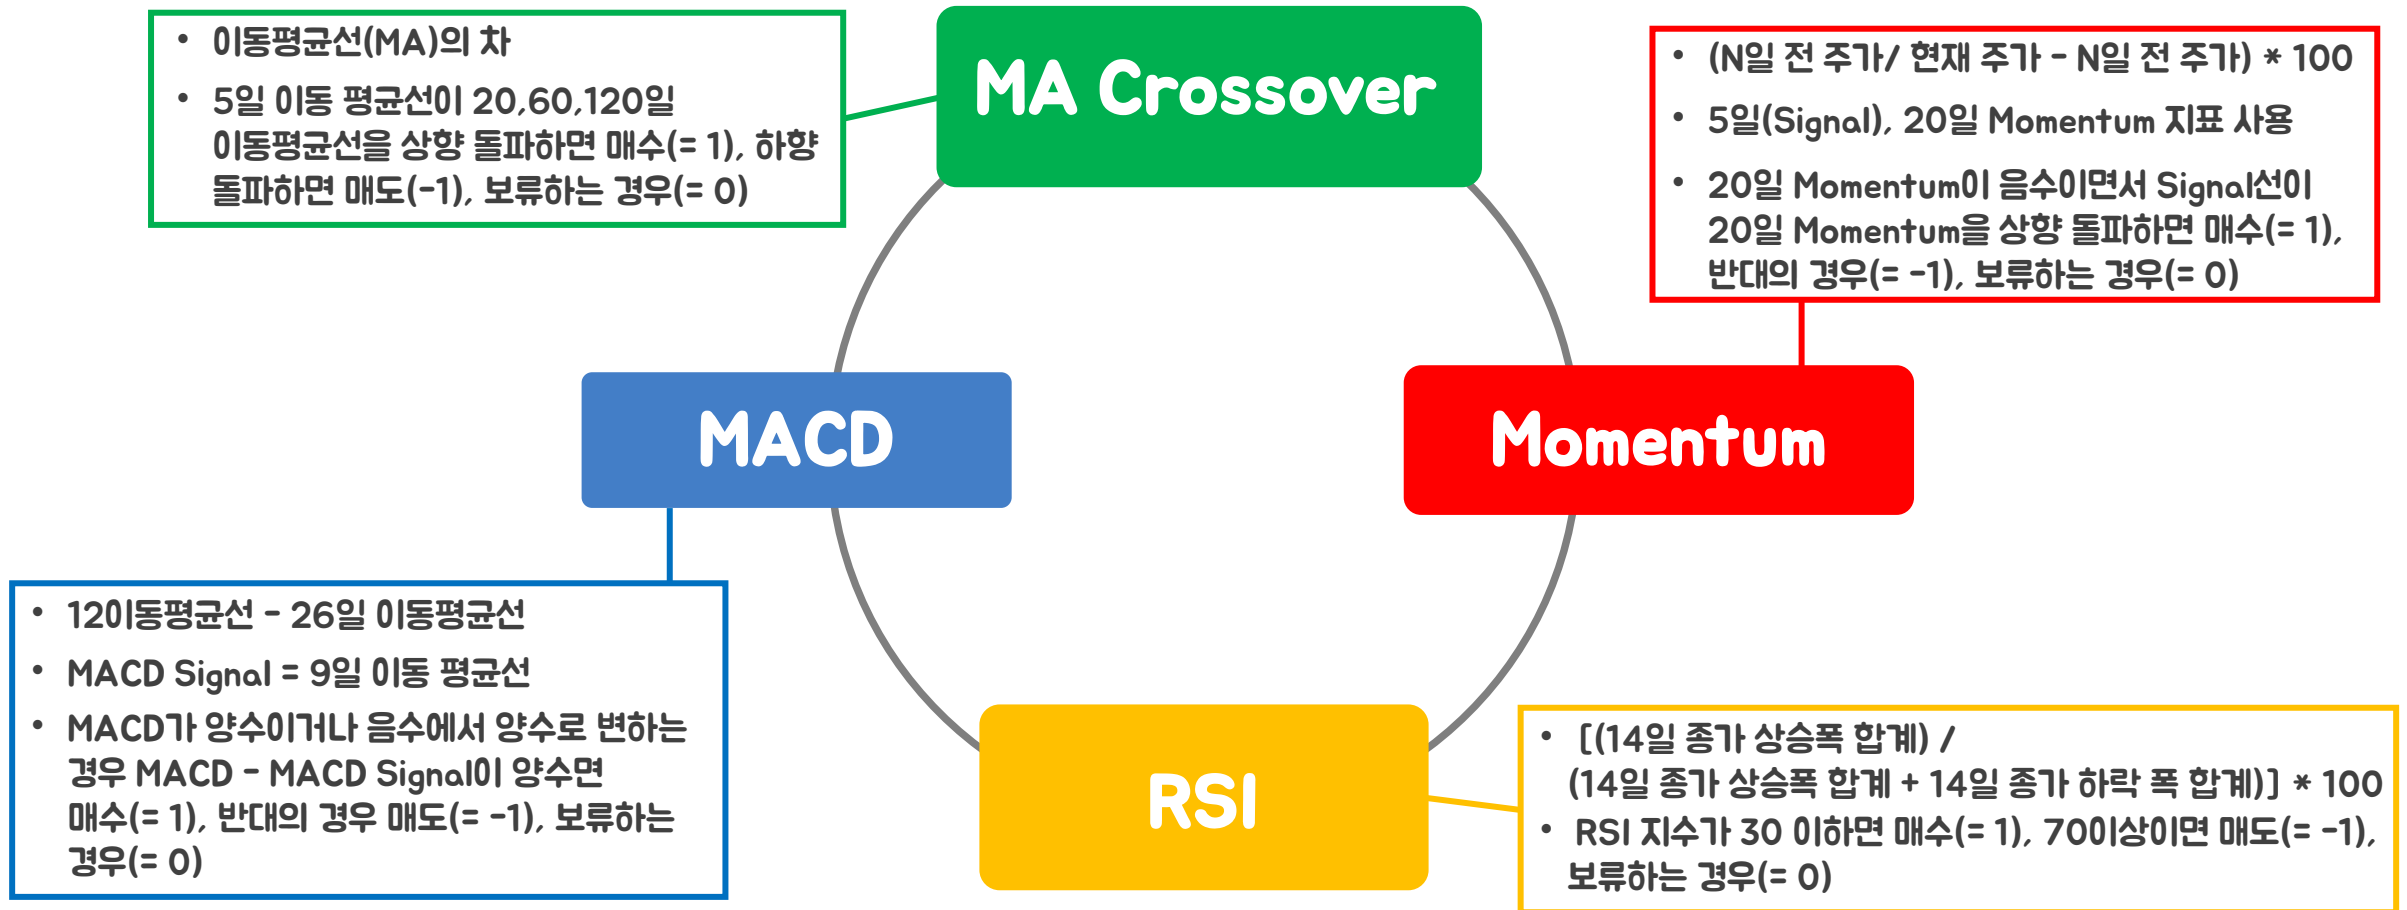 • 이동평균선(MA)의 차
• 5일 이동 평균선이 20,60,120일
이동평균선을 상향 돌파하면 매수(= 1), 하향
돌파하면 매도(-1), 보류하는 경우(= 0)
MA Crossover
• (N일 전 주가/ 현재 주가 - N일 전 주가) * 100
• 5일(Signal), 20일 Momentum 지표 사용
• 20일 Momentum이 음수이면서 Signal선이
20일 Momentum을 상향 돌파하면 매수(= 1),
반대의 경우(= -1), 보류하는 경우(= 0)
MACD
Momentum
• 12이동평균선 - 26일 이동평균선
• MACD Signal = 9일 이동 평균선
• MACD가 양수이거나 음수에서 양수로 변하는
경우 MACD - MACD Signal이 양수면
매수(= 1), 반대의 경우 매도(= -1), 보류하는
경우(= 0)
RSI
• [(14일 종가 상승폭 합계) /
(14일 종가 상승폭 합계 + 14일 종가 하락 폭 합계)] * 100
• RSI 지수가 30 이하면 매수(= 1), 70이상이면 매도(= -1),
보류하는 경우(= 0)